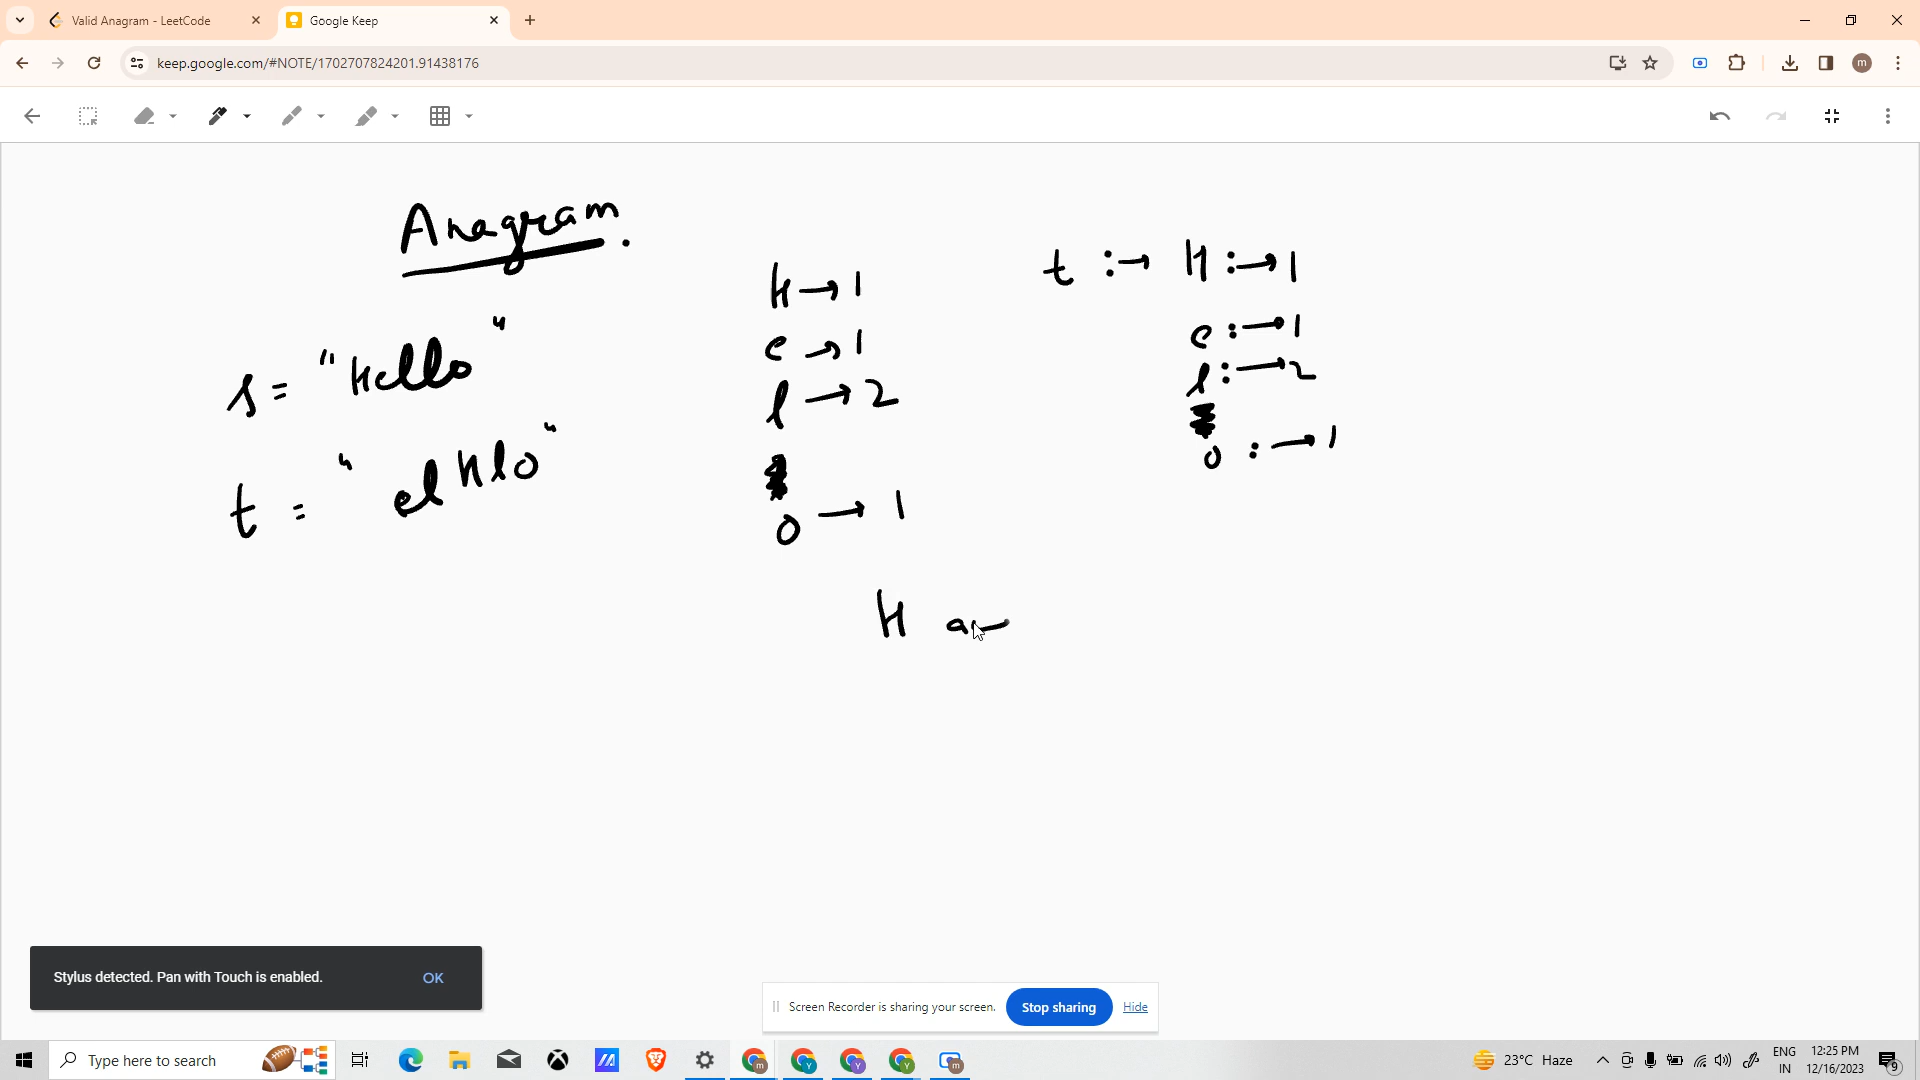 Valid Anagram - LeetCode
Google Keep
keep.google.com/#NOTE/1702707824201.91438176
m
Anagram.
s = "Hello"
t = "elHlo"
H → 1
e → 1
l → 2
o → 1
t :→ H :→ 1
e :→ 1
l :→ 2
o :→ 1
H
Stylus detected. Pan with Touch is enabled.
OK
Screen Recorder is sharing your screen.
Stop sharing
Hide
Type here to search
23°C Haze
ENG
IN
12:25 PM
12/16/2023
9